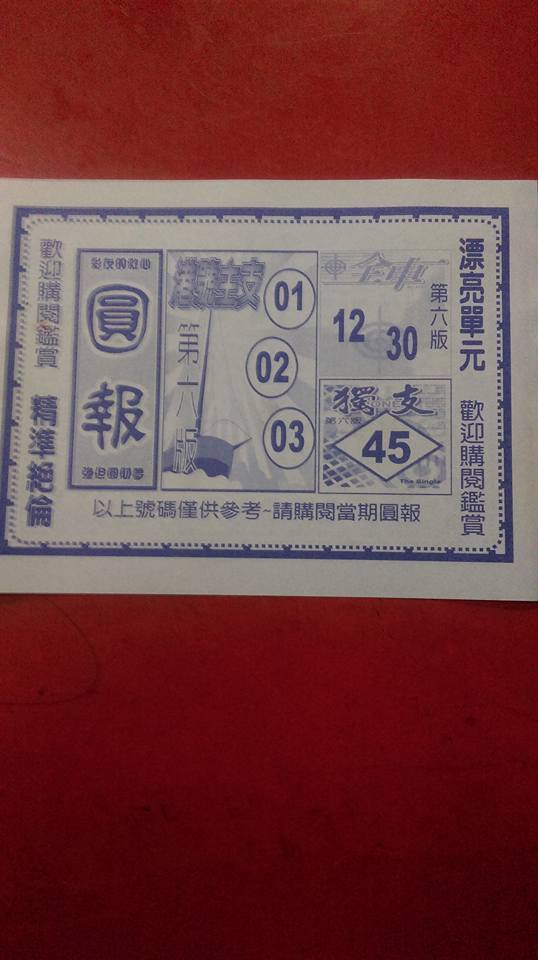 漂亮單元 歡迎購閱鑑賞
歡迎購閱鑑賞 精準絕倫
圓報
港號主支
第六版
01
02
03
全車
第六版
12
30
獨支
第六版
45
The Single
以上號碼僅供參考~請購閱當期圓報